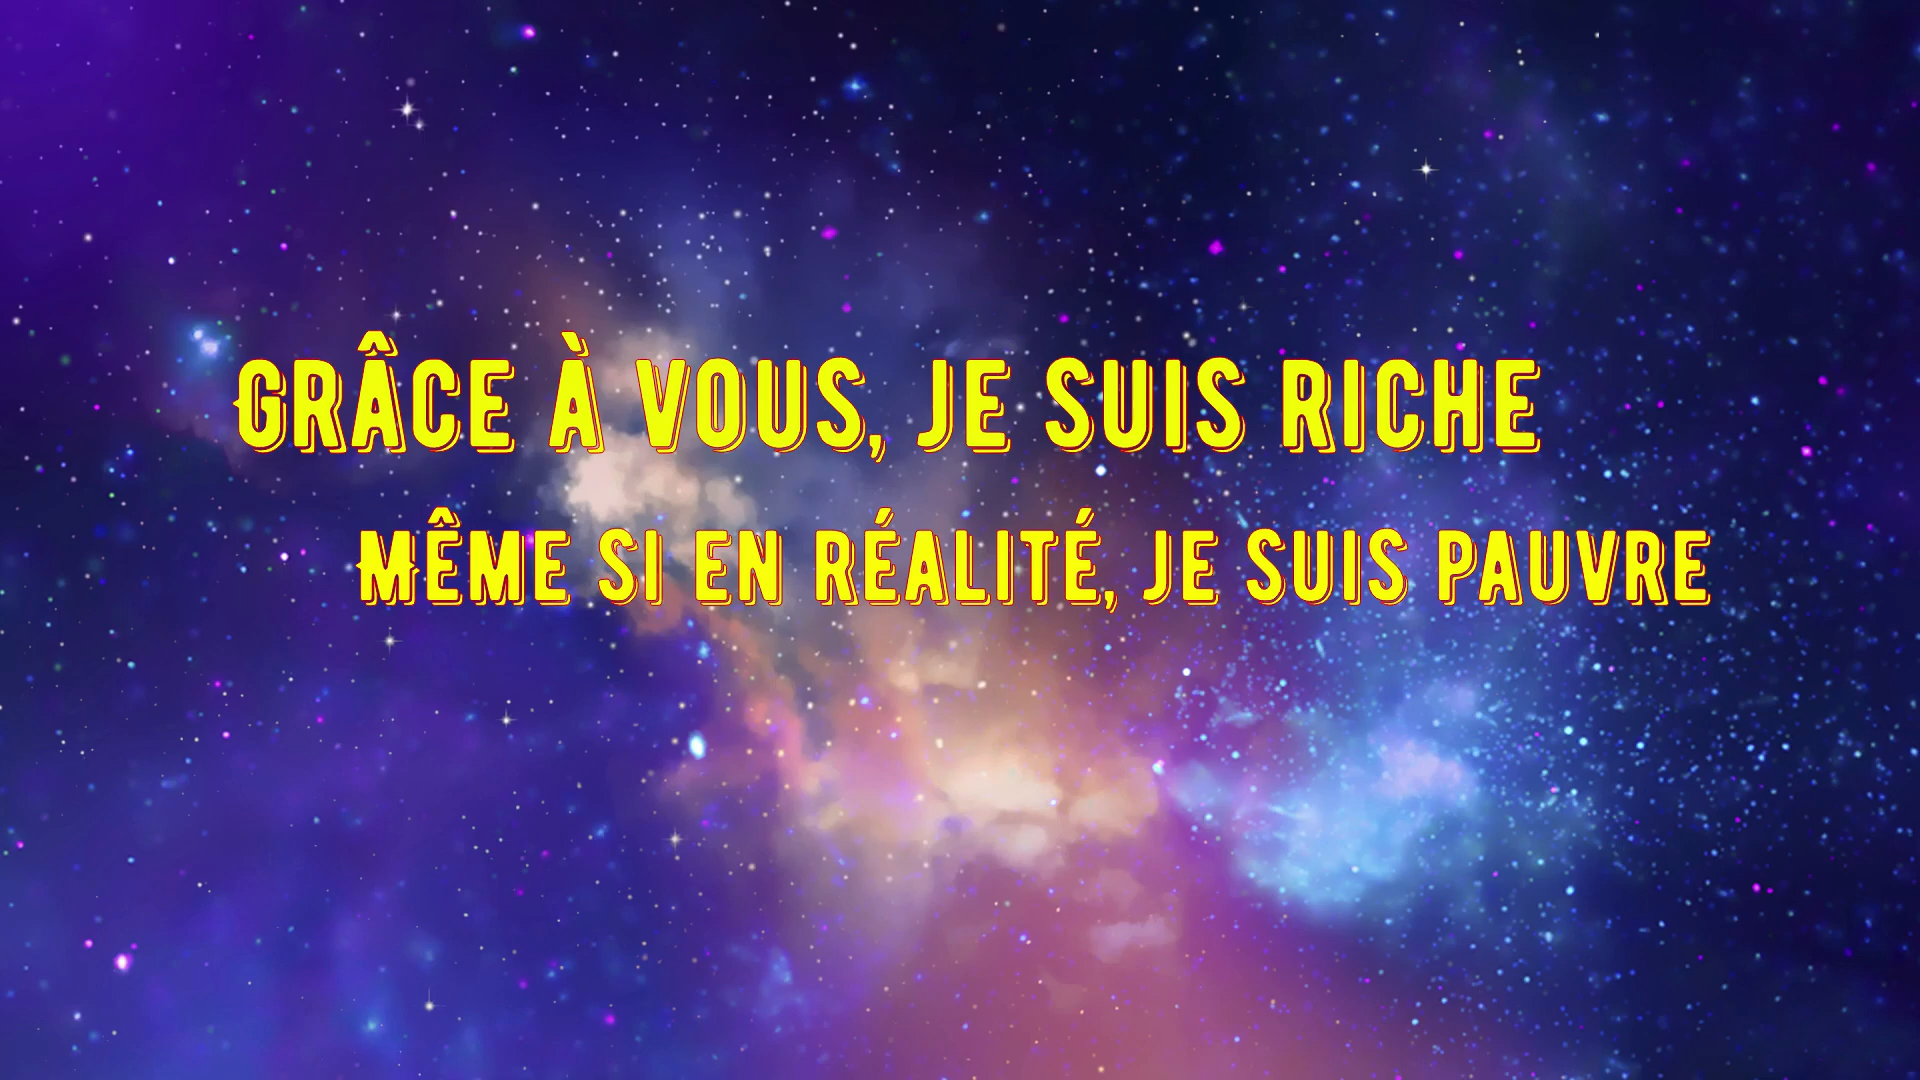 GRÂCE À VOUS, JE SUIS RICHE
MÊME SI EN RÉALITÉ, JE SUIS PAUVRE